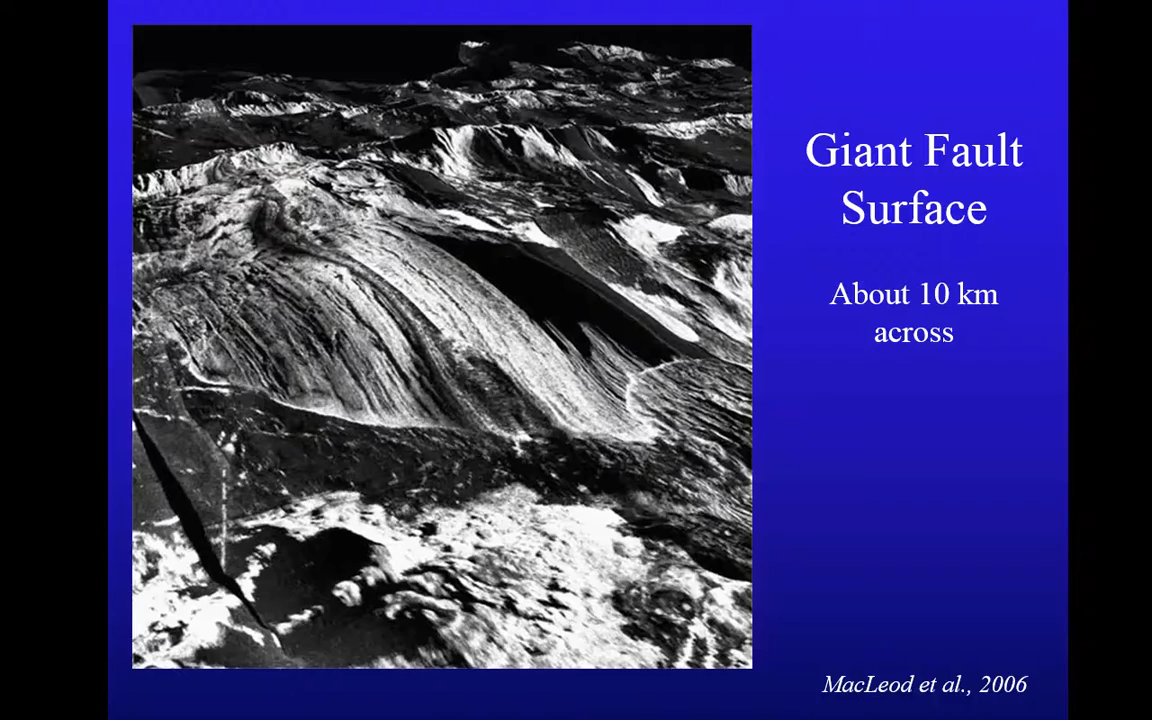 Giant Fault
Surface
About 10 km
across
MacLeod et al., 2006